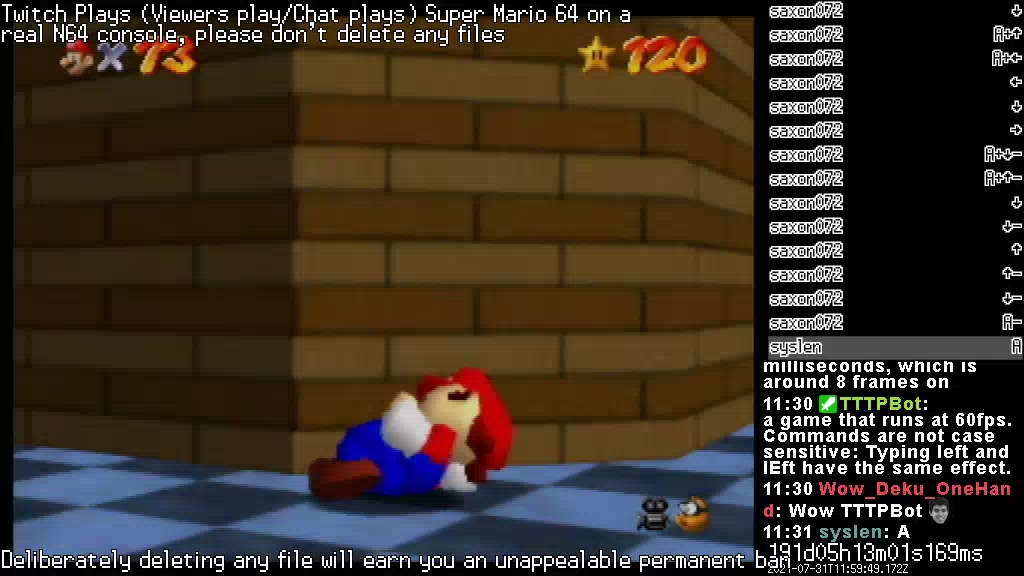 Twitch Plays (Viewers play/Chat plays) Super Mario 64 on a
real N64 console, please don't delete any files
X 73
120
saxon072 ↓
saxon072 A+↑
saxon072 A+←
saxon072 ←
saxon072 ↓
saxon072 →
saxon072 A+↓-
saxon072 A+↑-
saxon072 ↓
saxon072 ↓-
saxon072 ↑
saxon072 ↑-
saxon072 ↓-
saxon072 A-
syslen A
milliseconds, which is
around 8 frames on
11:30 TTTPBot:
a game that runs at 60fps.
Commands are not case
sensitive: Typing left and
lEft have the same effect.
11:30 Wow_Deku_OneHan
d: Wow TTTPBot
11:31 syslen: A
Deliberately deleting any file will earn you an unappealable permanent ban
191d05h13m01s169ms
2021-07-31T11:59:49.172Z